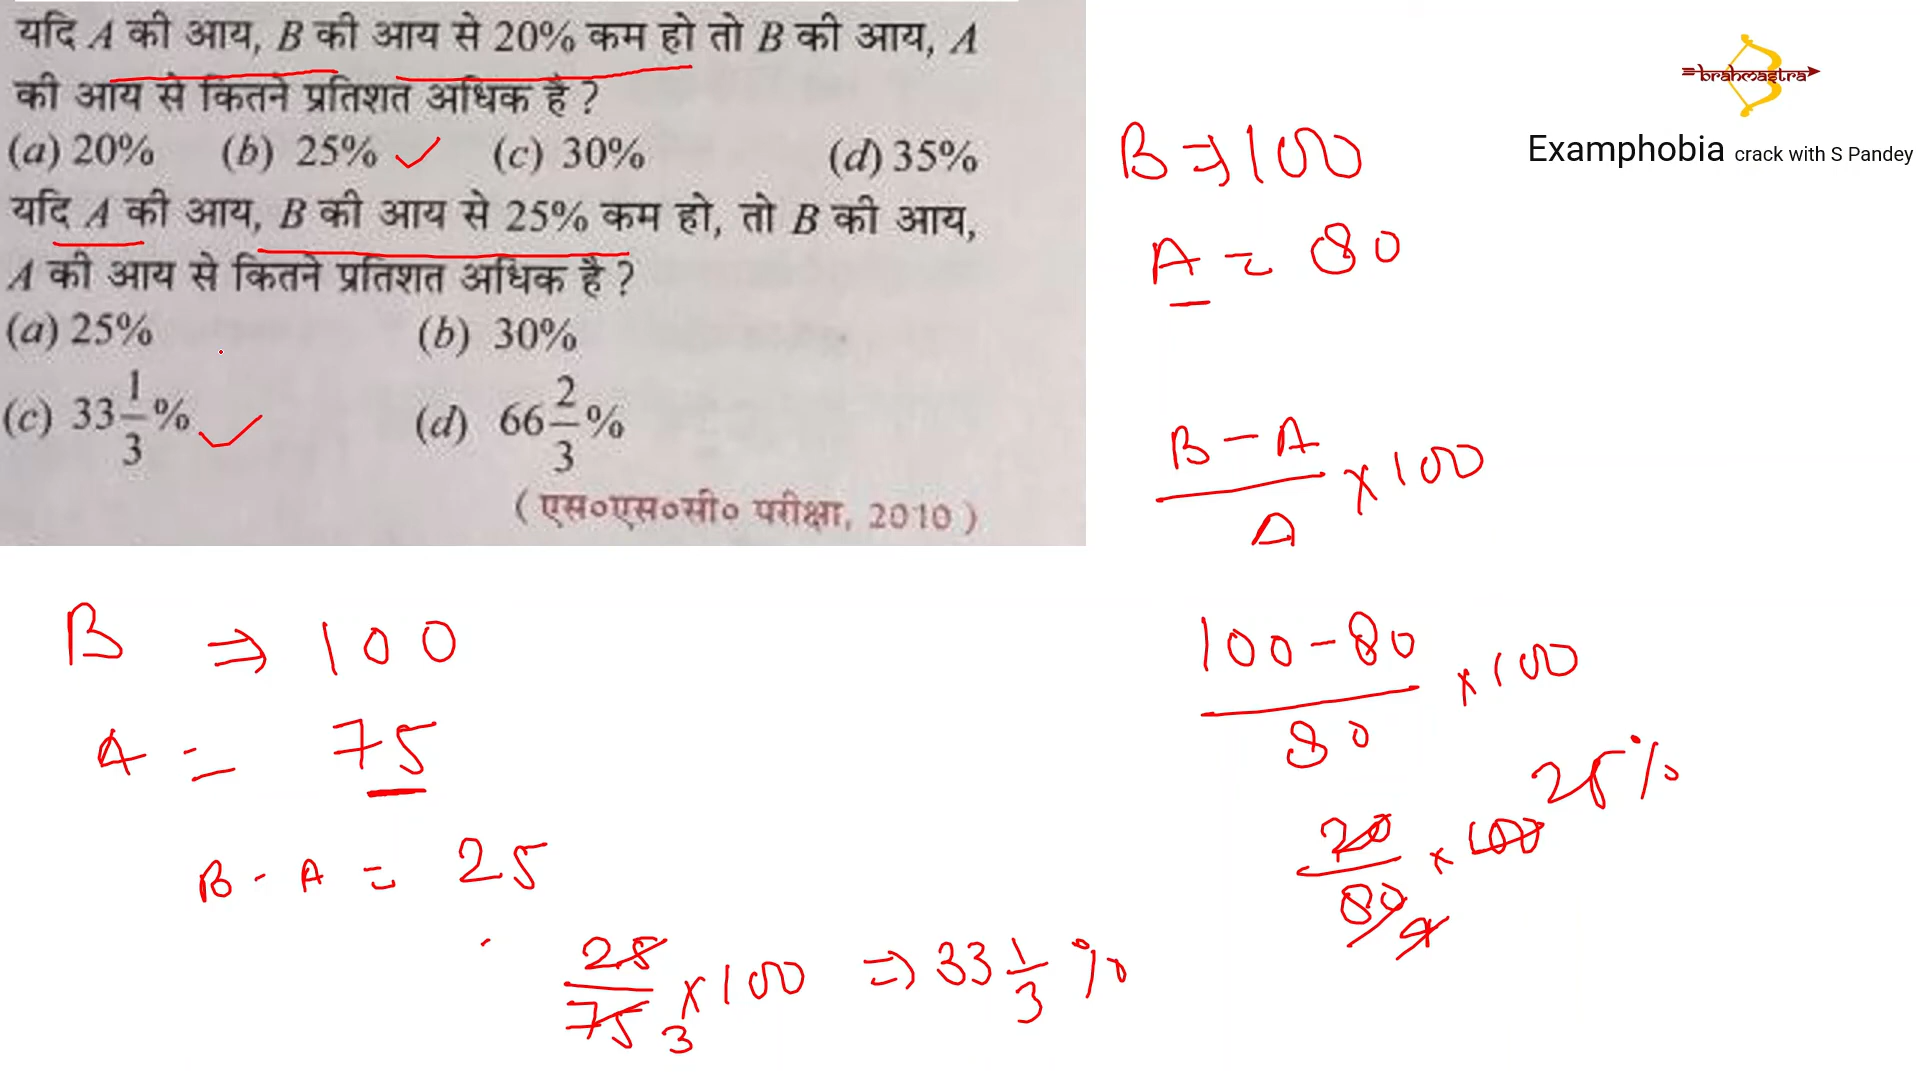 यदि A की आय, B की आय से 20% कम हो तो B की आय, A
की आय से कितने प्रतिशत अधिक है ?
(a) 20% (b) 25% (c) 30% (d) 35%
यदि A की आय, B की आय से 25% कम हो, तो B की आय,
A की आय से कितने प्रतिशत अधिक है ?
(a) 25% (b) 30%
(c) 33 1/3 % (d) 66 2/3 %
( एस०एस०सी० परीक्षा, 2010 )
brahmastra
Examphobia crack with S Pandey
B ⇒ 100
A = 80
B - A / A × 100
100 - 80 / 80 × 100
20 / 80 × 100 25%
4
B ⇒ 100
A = 75
B - A = 25
25 / 75 × 100 ⇒ 33 1/3 %
3